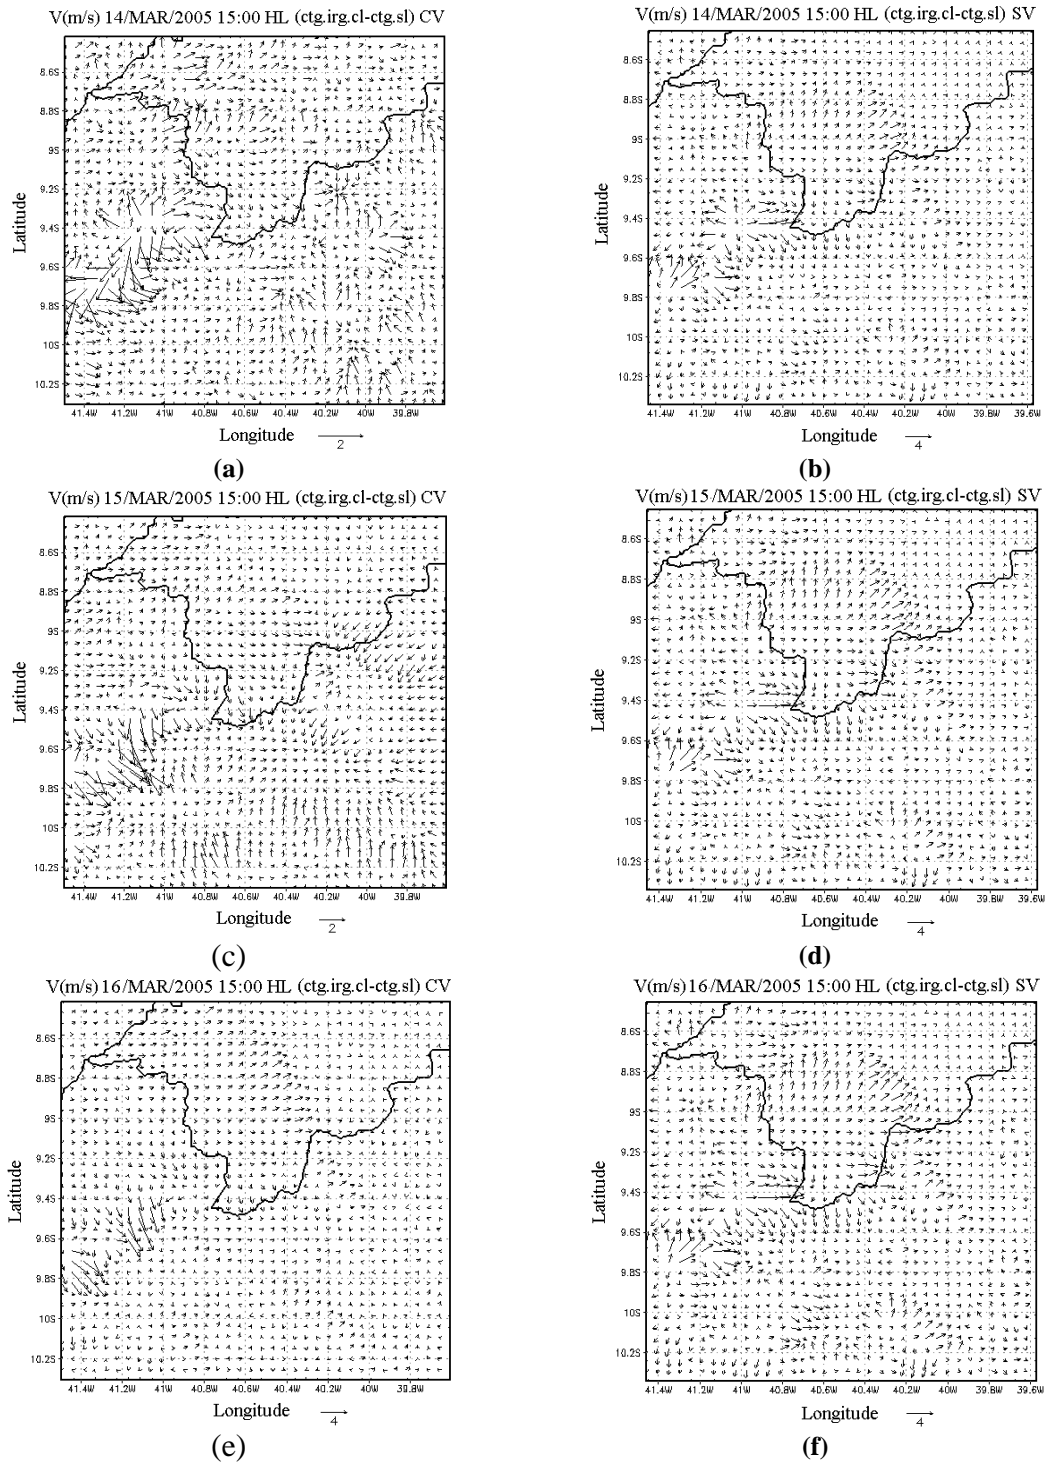 V(m/s) 14/MAR/2005 15:00 HL (ctg.irg.cl-ctg.sl) CV
8.6S
8.8S
9S
9.2S
9.4S
9.6S
9.8S
10S
10.2S
Latitude
41.4W 41.2W 41W 40.8W 40.6W 40.4W 40.2W 40W 39.8W
Longitude 2
(a)
V(m/s) 14/MAR/2005 15:00 HL (ctg.irg.cl-ctg.sl) SV
8.6S
8.8S
9S
9.2S
9.4S
9.6S
9.8S
10S
10.2S
Latitude
41.4W 41.2W 41W 40.8W 40.6W 40.4W 40.2W 40W 39.8W 39.6W
Longitude 4
(b)
V(m/s) 15/MAR/2005 15:00 HL (ctg.irg.cl-ctg.sl) CV
8.6S
8.8S
9S
9.2S
9.4S
9.6S
9.8S
10S
10.2S
Latitude
41.4W 41.2W 41W 40.8W 40.6W 40.4W 40.2W 40W 39.8W
Longitude 2
(c)
V(m/s) 15/MAR/2005 15:00 HL (ctg.irg.cl-ctg.sl) SV
8.6S
8.8S
9S
9.2S
9.4S
9.6S
9.8S
10S
10.2S
Latitude
41.4W 41.2W 41W 40.8W 40.6W 40.4W 40.2W 40W 39.8W 39.6W
Longitude 4
(d)
V(m/s) 16/MAR/2005 15:00 HL (ctg.irg.cl-ctg.sl) CV
8.6S
8.8S
9S
9.2S
9.4S
9.6S
9.8S
10S
10.2S
Latitude
41.4W 41.2W 41W 40.8W 40.6W 40.4W 40.2W 40W 39.8W
Longitude 4
(e)
V(m/s) 16/MAR/2005 15:00 HL (ctg.irg.cl-ctg.sl) SV
8.6S
8.8S
9S
9.2S
9.4S
9.6S
9.8S
10S
10.2S
Latitude
41.4W 41.2W 41W 40.8W 40.6W 40.4W 40.2W 40W 39.8W 39.6W
Longitude 4
(f)